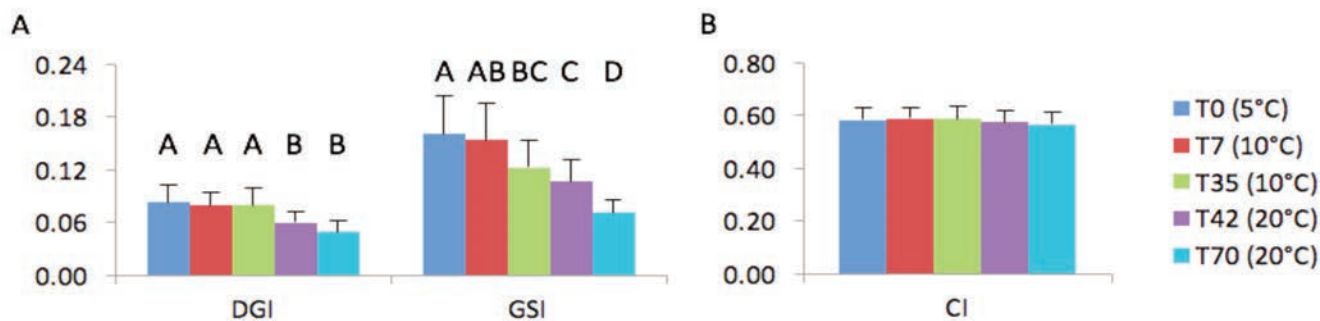 A
0.24
0.18
0.12
0.06
0.00
A A A B B
A AB BC C D
DGI GSI
B
0.80
0.60
0.40
0.20
0.00
CI
T0 (5°C)
T7 (10°C)
T35 (10°C)
T42 (20°C)
T70 (20°C)